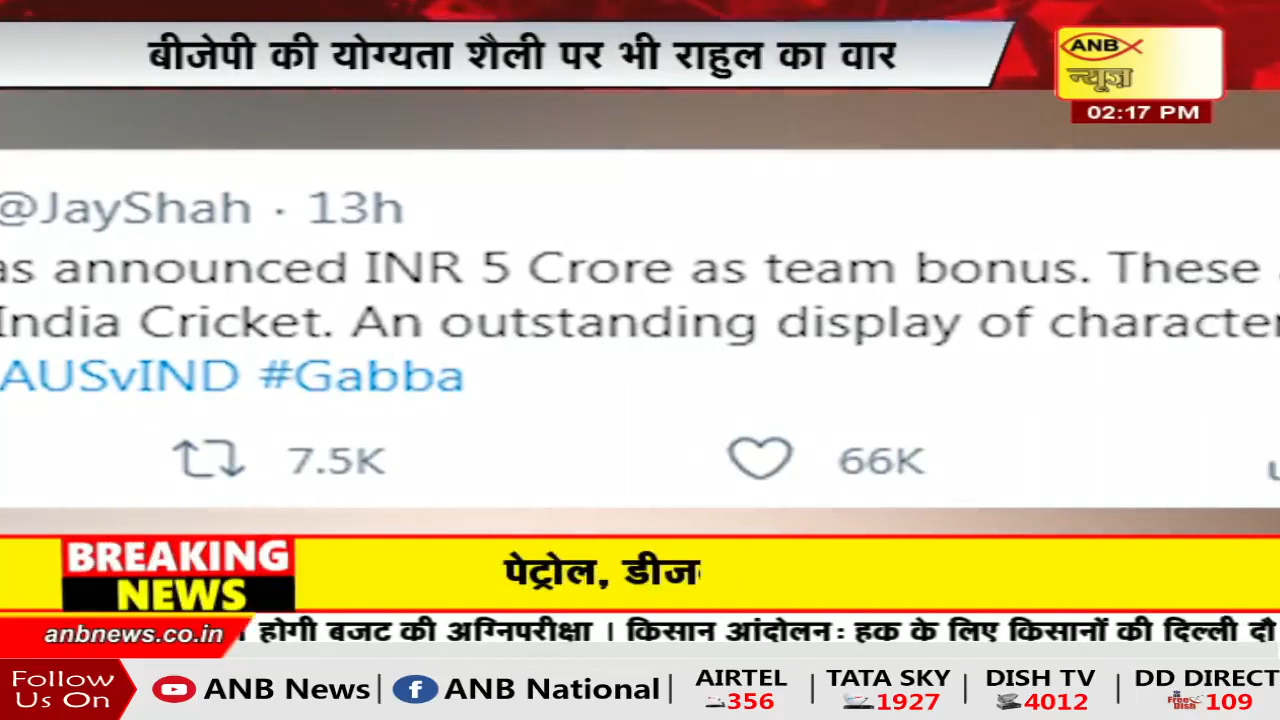 बीजेपी की योग्यता शैली पर भी राहुल का वार
ANB
न्यूज़
02:17 PM
@JayShah · 13h
as announced INR 5 Crore as team bonus. These
India Cricket. An outstanding display of character
AUSvIND #Gabba
7.5K
66K
BREAKING
NEWS
पेट्रोल, डीज
anbnews.co.in
होगी बजट की अग्निपरीक्षा । किसान आंदोलन: हक के लिए किसानों की दिल्ली दौ
Follow
Us On
ANB News
ANB National
AIRTEL
356
TATA SKY
1927
DISH TV
4012
DD DIRECT
Free Dish
109